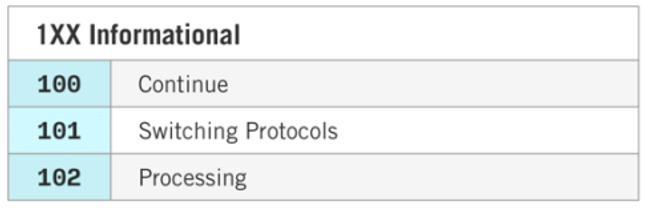 1XX Informational
100 Continue
101 Switching Protocols
102 Processing